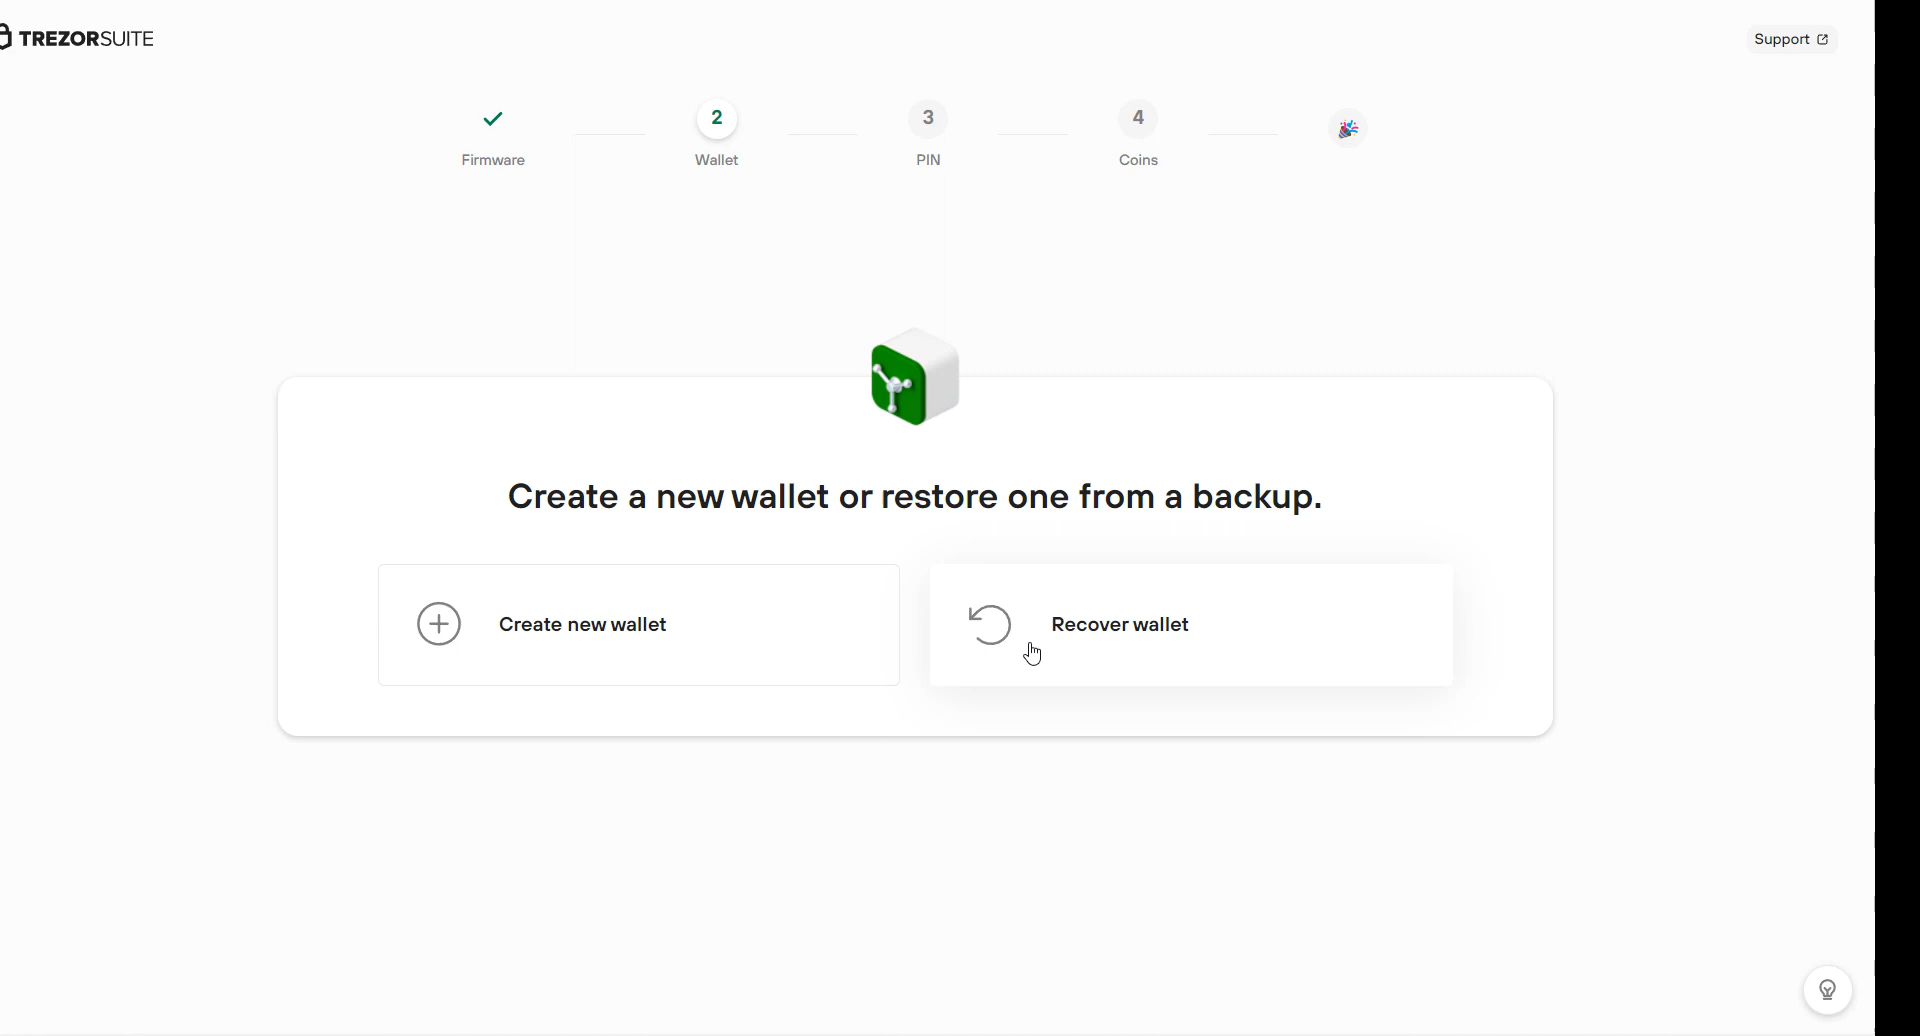 TREZORSUITE
Support
2
3
4
Firmware
Wallet
PIN
Coins
Create a new wallet or restore one from a backup.
Create new wallet
Recover wallet